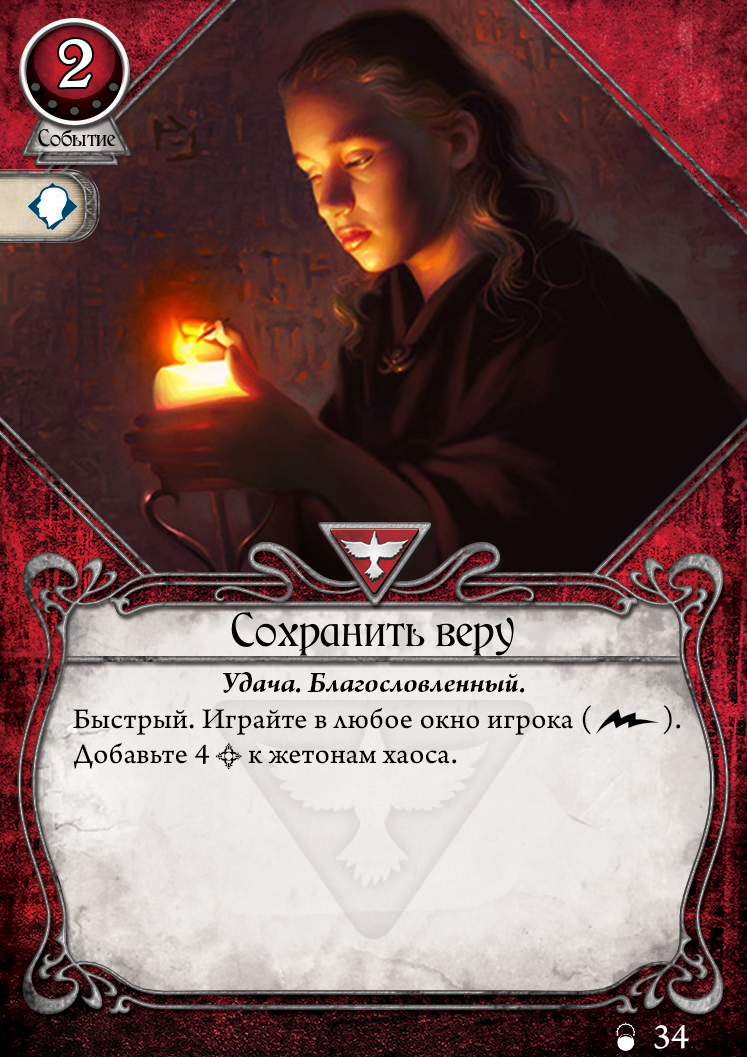 2
Событие
Сохранить веру
Удача. Благословленный.
Быстрый. Играйте в любое окно игрока ( ).
Добавьте 4 к жетонам хаоса.
34